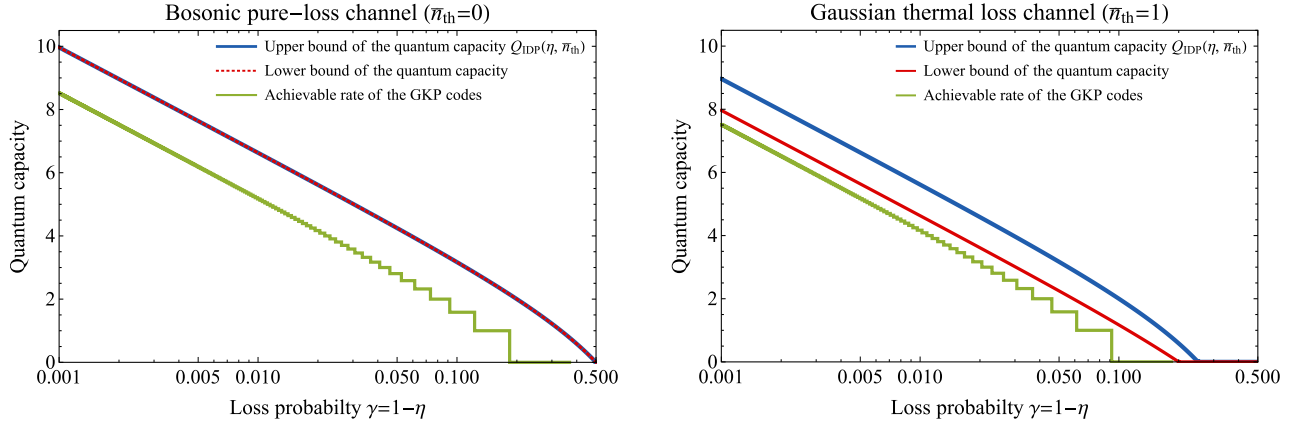 Bosonic pure−loss channel (n̅th=0)
Quantum capacity
10
8
6
4
2
0
Upper bound of the quantum capacity QIDP(η, n̅th)
Lower bound of the quantum capacity
Achievable rate of the GKP codes
0.001 0.005 0.010 0.050 0.100 0.500
Loss probabilty γ=1−η
Gaussian thermal loss channel (n̅th=1)
Quantum capacity
10
8
6
4
2
0
Upper bound of the quantum capacity QIDP(η, n̅th)
Lower bound of the quantum capacity
Achievable rate of the GKP codes
0.001 0.005 0.010 0.050 0.100 0.500
Loss probabilty γ=1−η